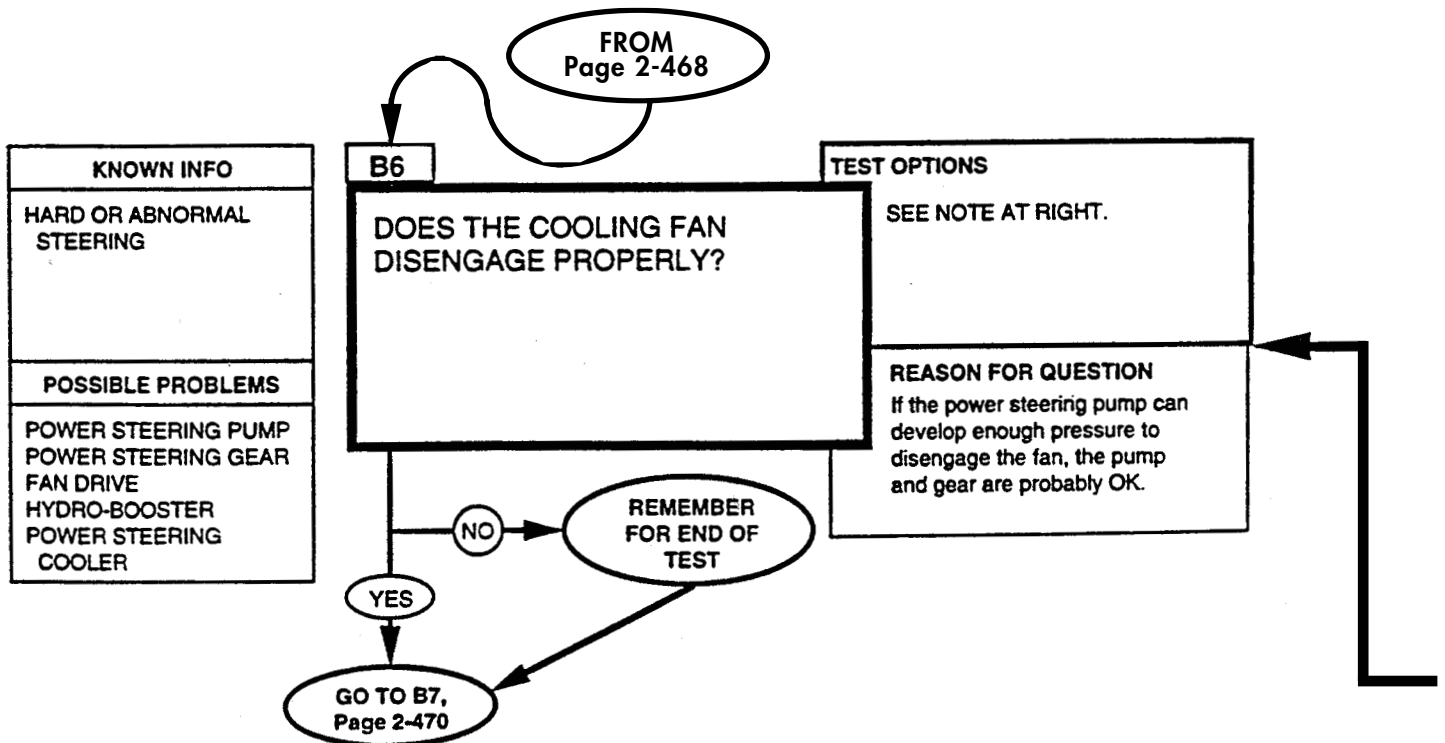 FROM
Page 2-468
KNOWN INFO
HARD OR ABNORMAL
STEERING
POSSIBLE PROBLEMS
POWER STEERING PUMP
POWER STEERING GEAR
FAN DRIVE
HYDRO-BOOSTER
POWER STEERING
COOLER
B6
DOES THE COOLING FAN
DISENGAGE PROPERLY?
TEST OPTIONS
SEE NOTE AT RIGHT.
REASON FOR QUESTION
If the power steering pump can
develop enough pressure to
disengage the fan, the pump
and gear are probably OK.
NO
REMEMBER
FOR END OF
TEST
YES
GO TO B7,
Page 2-470